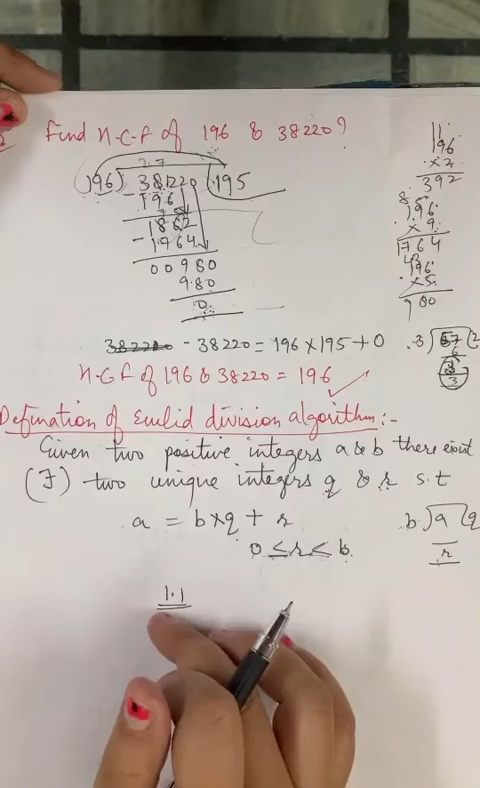 Find H.C.F of 196 & 38220?
196) 38220 (195
- 196
1862
- 1764
00980
980
0
196
×2
392
196
× 9
1764
196
×5
980
38220 - 38220 = 196 × 195 + 0
H.C.F of 196 & 38220 = 196
Defination of Euclid division algorithm:-
Given two positive integers a & b there exist
(∃) two unique integers q & r s.t
a = b×q + r
0 ≤ r < b.
b) a (q
r
1.1